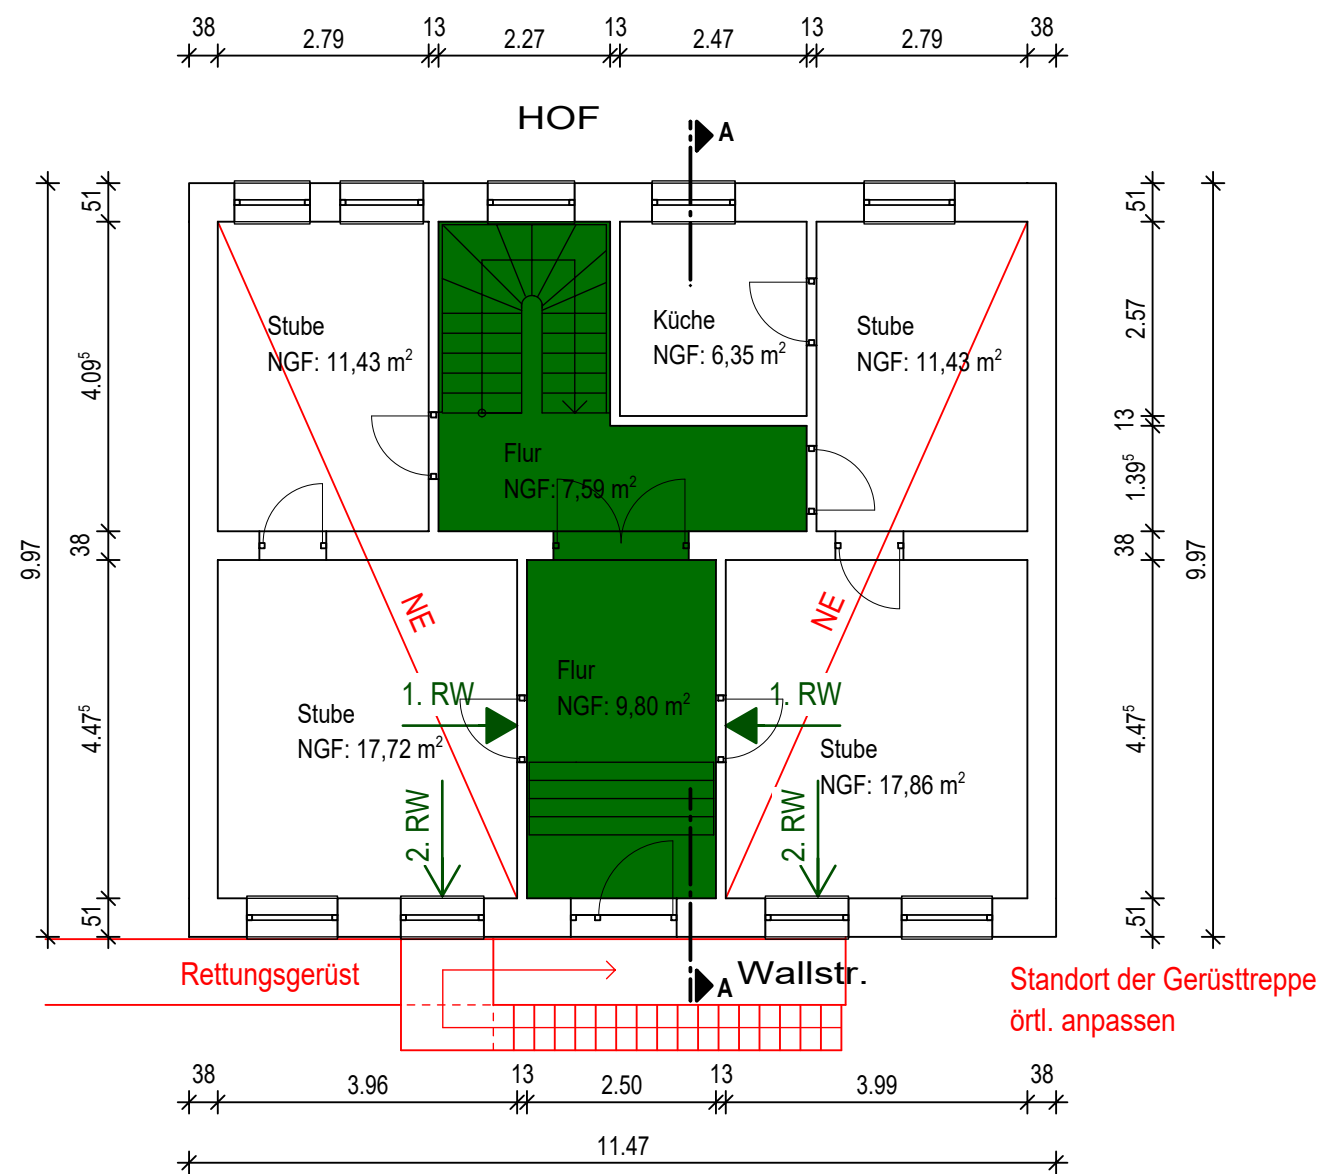 38 2.79 13 2.27 13 2.47 13 2.79 38
HOF
A
51
4.09⁵
38
4.47⁵
51
9.97
51
2.57
13
1.39⁵
38
4.47⁵
51
9.97
Stube
NGF: 11,43 m²
Küche
NGF: 6,35 m²
Stube
NGF: 11,43 m²
Flur
NGF: 7,59 m²
NE
NE
Flur
NGF: 9,80 m²
1. RW
1. RW
Stube
NGF: 17,72 m²
Stube
NGF: 17,86 m²
2. RW
2. RW
Rettungsgerüst
A
Wallstr.
Standort der Gerüsttreppe
örtl. anpassen
38 3.96 13 2.50 13 3.99 38
11.47